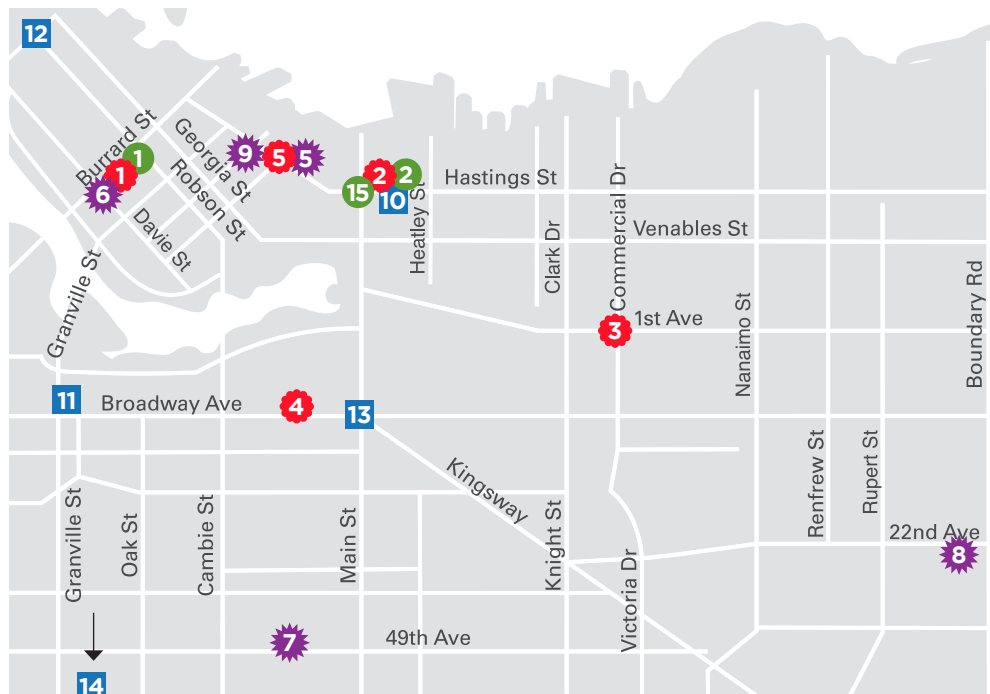 12
Burrard St
Georgia St
Robson St
Davie St
1
1
6
9
5
5
2
2
15
10
Hastings St
Heatley St
Clark Dr
Commercial Dr
Venables St
Granville St
1st Ave
3
Nanaimo St
Boundary Rd
11
Broadway Ave
4
13
Kingsway
Granville St
Oak St
Cambie St
Main St
Knight St
Victoria Dr
Renfrew St
Rupert St
22nd Ave
8
7
49th Ave
14